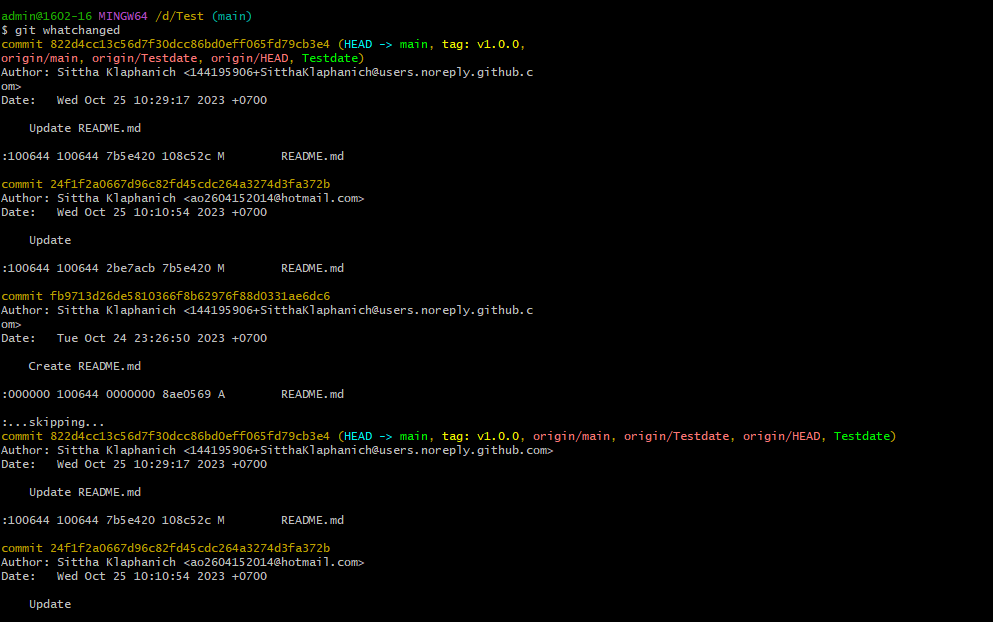 admin@1602-16 MINGW64 /d/Test (main)
$ git whatchanged
commit 822d4cc13c56d7f30dcc86bd0eff065fd79cb3e4 (HEAD -> main, tag: v1.0.0,
origin/main, origin/Testdate, origin/HEAD, Testdate)
Author: Sittha Klaphanich <144195906+SitthaKlaphanich@users.noreply.github.c
om>
Date:   Wed Oct 25 10:29:17 2023 +0700
    Update README.md
:100644 100644 7b5e420 108c52c M        README.md
commit 24f1f2a0667d96c82fd45cdc264a3274d3fa372b
Author: Sittha Klaphanich <ao2604152014@hotmail.com>
Date:   Wed Oct 25 10:10:54 2023 +0700
    Update
:100644 100644 2be7acb 7b5e420 M        README.md
commit fb9713d26de5810366f8b62976f88d0331ae6dc6
Author: Sittha Klaphanich <144195906+SitthaKlaphanich@users.noreply.github.c
om>
Date:   Tue Oct 24 23:26:50 2023 +0700
    Create README.md
:000000 100644 0000000 8ae0569 A        README.md
:...skipping...
commit 822d4cc13c56d7f30dcc86bd0eff065fd79cb3e4 (HEAD -> main, tag: v1.0.0, origin/main, origin/Testdate, origin/HEAD, Testdate)
Author: Sittha Klaphanich <144195906+SitthaKlaphanich@users.noreply.github.com>
Date:   Wed Oct 25 10:29:17 2023 +0700
    Update README.md
:100644 100644 7b5e420 108c52c M        README.md
commit 24f1f2a0667d96c82fd45cdc264a3274d3fa372b
Author: Sittha Klaphanich <ao2604152014@hotmail.com>
Date:   Wed Oct 25 10:10:54 2023 +0700
    Update